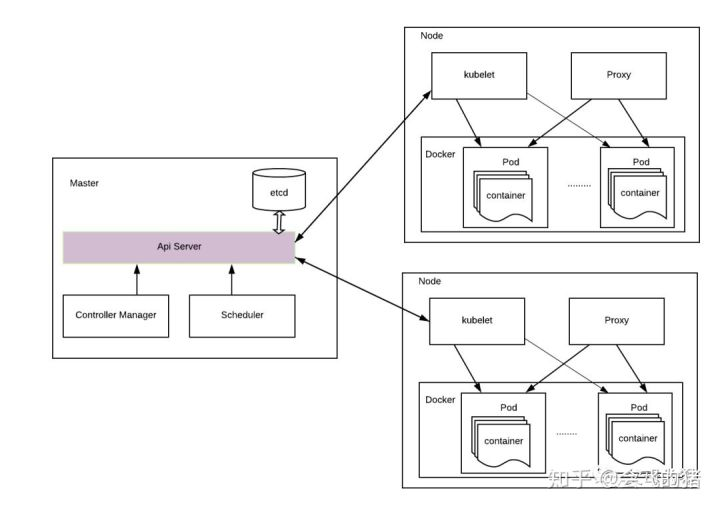 Master
etcd
Api Server
Controller Manager
Scheduler
Node
kubelet
Proxy
Docker
Pod
container
.........
Pod
container
Node
kubelet
Proxy
Docker
Pod
container
........
Pod
container
知乎